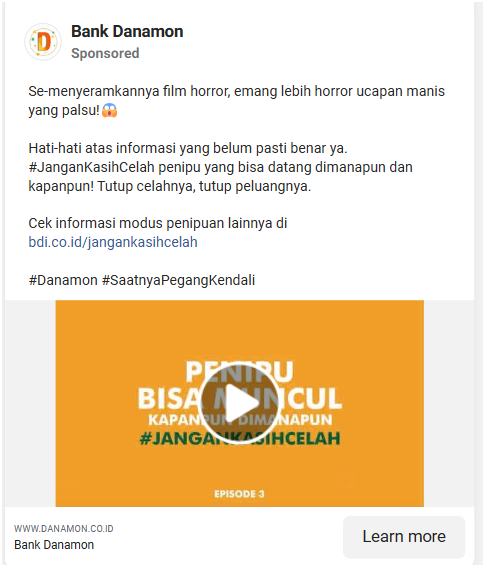 Bank Danamon
Sponsored
Se-menyeramkannya film horror, emang lebih horror ucapan manis
yang palsu!😱
Hati-hati atas informasi yang belum pasti benar ya.
#JanganKasihCelah penipu yang bisa datang dimanapun dan
kapanpun! Tutup celahnya, tutup peluangnya.
Cek informasi modus penipuan lainnya di
bdi.co.id/jangankasihcelah
#Danamon #SaatnyaPegangKendali
PENIPU
BISA MUNCUL
KAPANPUN DIMANAPUN
#JANGANKASIHCELAH
EPISODE 3
WWW.DANAMON.CO.ID
Bank Danamon
Learn more